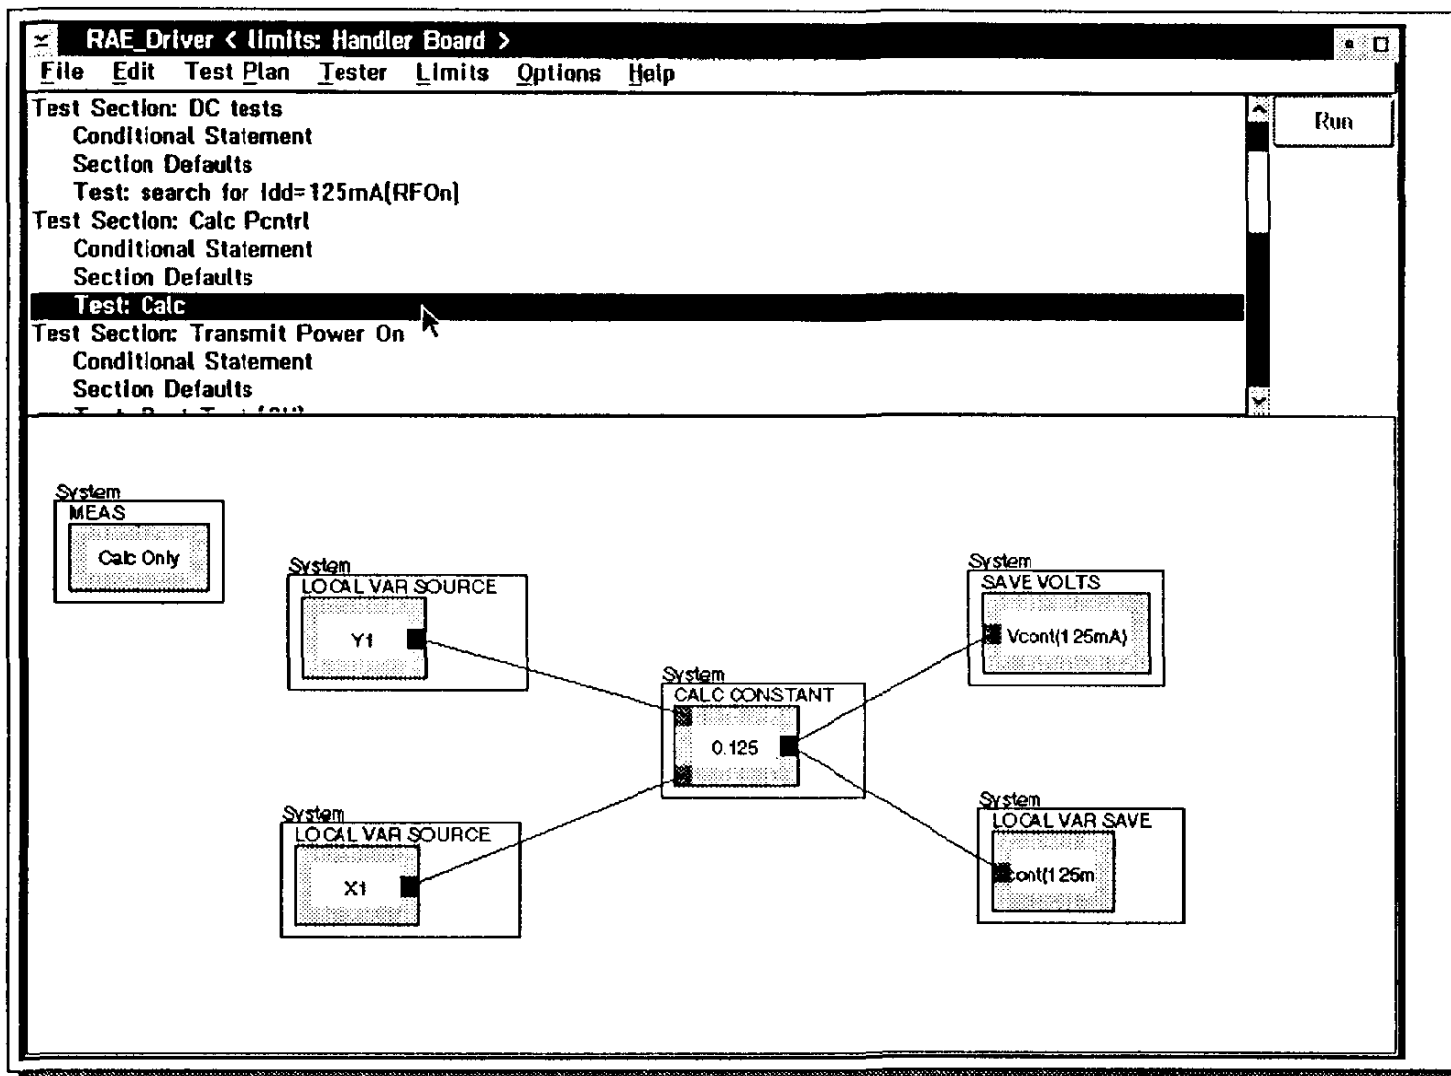 RAE_Driver < limits: Handler Board >
File Edit Test Plan Tester Limits Options Help
Test Section: DC tests
Conditional Statement
Section Defaults
Test: search for Idd=125mA(RFOn)
Test Section: Calc Pcntrl
Conditional Statement
Section Defaults
Test: Calc
Test Section: Transmit Power On
Conditional Statement
Section Defaults
Run
System
MEAS
Calc Only
System
LOCAL VAR SOURCE
Y1
System
SAVE VOLTS
Vcont(125mA)
System
CALC CONSTANT
0.125
System
LOCAL VAR SOURCE
X1
System
LOCAL VAR SAVE
cont(125m